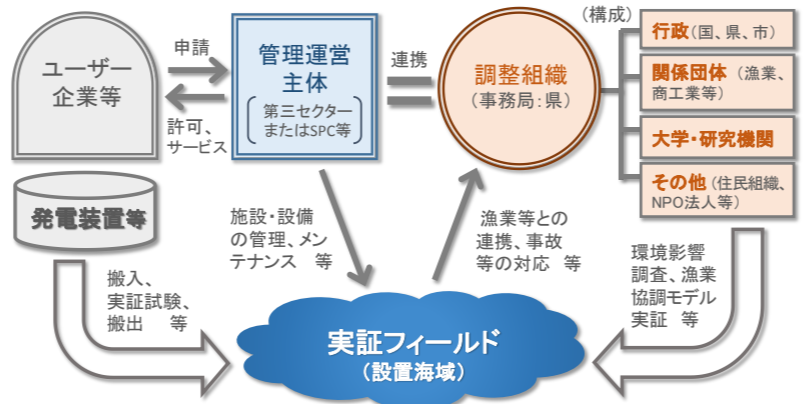 ユーザー
企業等
申請
許可、
サービス
管理運営
主体
第三セクター
またはSPC等
連携
調整組織
(事務局:県)
(構成)
行政(国、県、市)
関係団体(漁業、
商工業等)
大学・研究機関
その他(住民組織、
NPO法人等)
発電装置等
搬入、
実証試験、
搬出 等
施設・設備
の管理、メン
テナンス 等
漁業等との
連携、事故
等の対応 等
環境影響
調査、漁業
協調モデル
実証 等
実証フィールド
(設置海域)